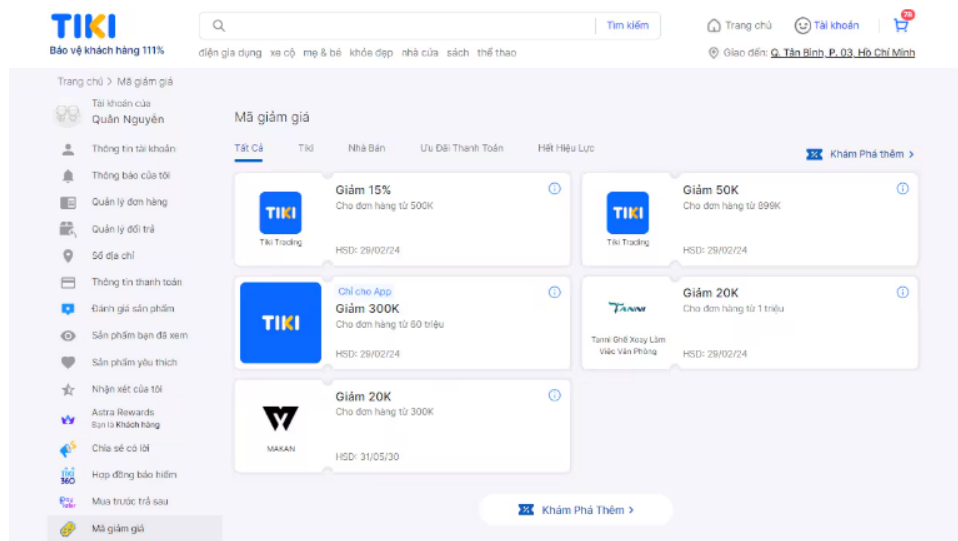 TIKI
Bảo vệ khách hàng 111%
Tìm kiếm
Trang chủ
Tài khoản
78
điện gia dụng xe cộ mẹ & bé khỏe đẹp nhà cửa sách thể thao
Giao đến: Q. Tân Bình, P. 03, Hồ Chí Minh
Trang chủ > Mã giảm giá
Tài khoản của
Quân Nguyễn
Thông tin tài khoản
Thông báo của tôi
Quản lý đơn hàng
Quản lý đổi trả
Sổ địa chỉ
Thông tin thanh toán
Đánh giá sản phẩm
Sản phẩm bạn đã xem
Sản phẩm yêu thích
Nhận xét của tôi
Astra Rewards
Bạn là Khách hàng
Chia sẻ có lời
TIKI
360
Hợp đồng bảo hiểm
Mua trước trả sau
Mã giảm giá
Mã giảm giá
Tất Cả
Tiki
Nhà Bán
Ưu Đãi Thanh Toán
Hết Hiệu Lực
Khám Phá thêm >
TIKI
Tiki Trading
Giảm 15%
Cho đơn hàng từ 500K
HSD: 29/02/24
TIKI
Tiki Trading
Giảm 50K
Cho đơn hàng từ 899K
HSD: 29/02/24
TIKI
Chỉ cho App
Giảm 300K
Cho đơn hàng từ 60 triệu
HSD: 29/02/24
TANNI
Tanni Ghế Xoay Làm
Việc Văn Phòng
Giảm 20K
Cho đơn hàng từ 1 triệu
HSD: 29/02/24
MAKAN
Giảm 20K
Cho đơn hàng từ 300K
HSD: 31/05/30
Khám Phá Thêm >